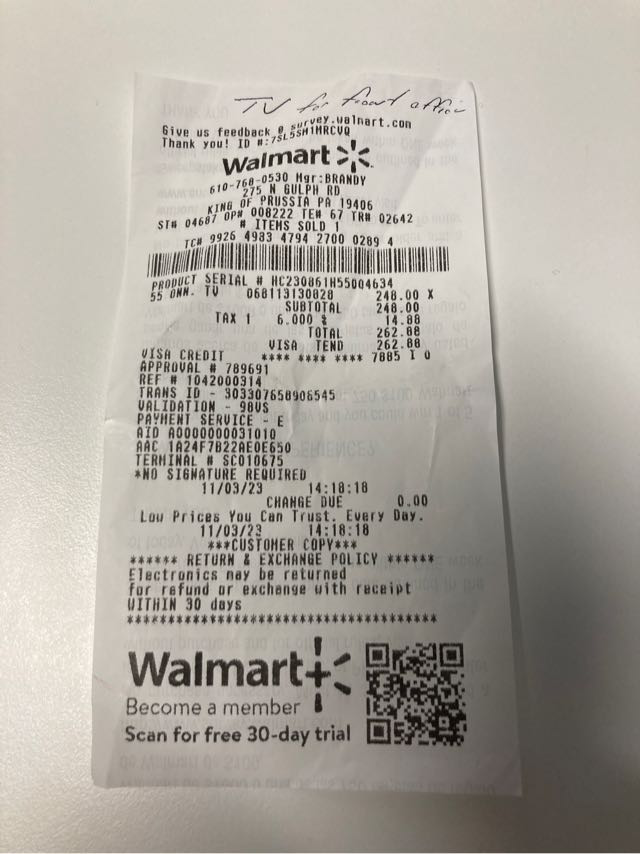 TV for front office
Give us feedback @ survey.walmart.com
Thank you! ID #:7SL5SM1MRCVQ
Walmart
610-768-0530 Mgr:BRANDY
275 N GULPH RD
KING OF PRUSSIA PA 19406
ST# 04687 OP# 008222 TE# 67 TR# 02642
# ITEMS SOLD 1
TC# 9926 4983 4794 2700 0289 4
PRODUCT SERIAL # HC230861H55004634
55 ONN. TV 068113130028 248.00 X
SUBTOTAL 248.00
TAX 1 6.000 % 14.88
TOTAL 262.88
VISA TEND 262.88
VISA CREDIT **** **** **** 7885 I 0
APPROVAL # 789691
REF # 1042000314
TRANS ID - 303307658906545
VALIDATION - 98VS
PAYMENT SERVICE - E
AID A0000000031010
AAC 1A24F7B22AE0E650
TERMINAL # SC010675
*NO SIGNATURE REQUIRED
11/03/23 14:18:18
CHANGE DUE 0.00
Low Prices You Can Trust. Every Day.
11/03/23 14:18:18
***CUSTOMER COPY***
****** RETURN & EXCHANGE POLICY ******
Electronics may be returned
for refund or exchange with receipt
WITHIN 30 days
**************************************
Walmart+
Become a member
Scan for free 30-day trial